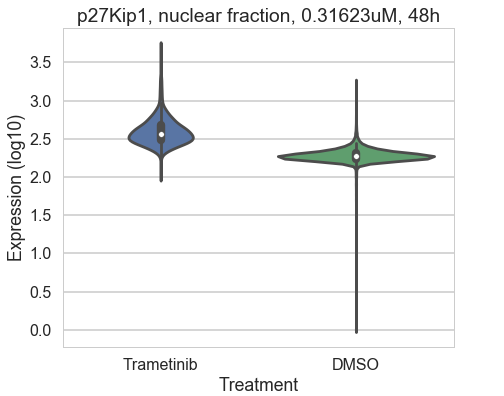 p27Kip1, nuclear fraction, 0.31623uM, 48h
Expression (log10)
3.5
3.0
2.5
2.0
1.5
1.0
0.5
0.0
Trametinib DMSO
Treatment